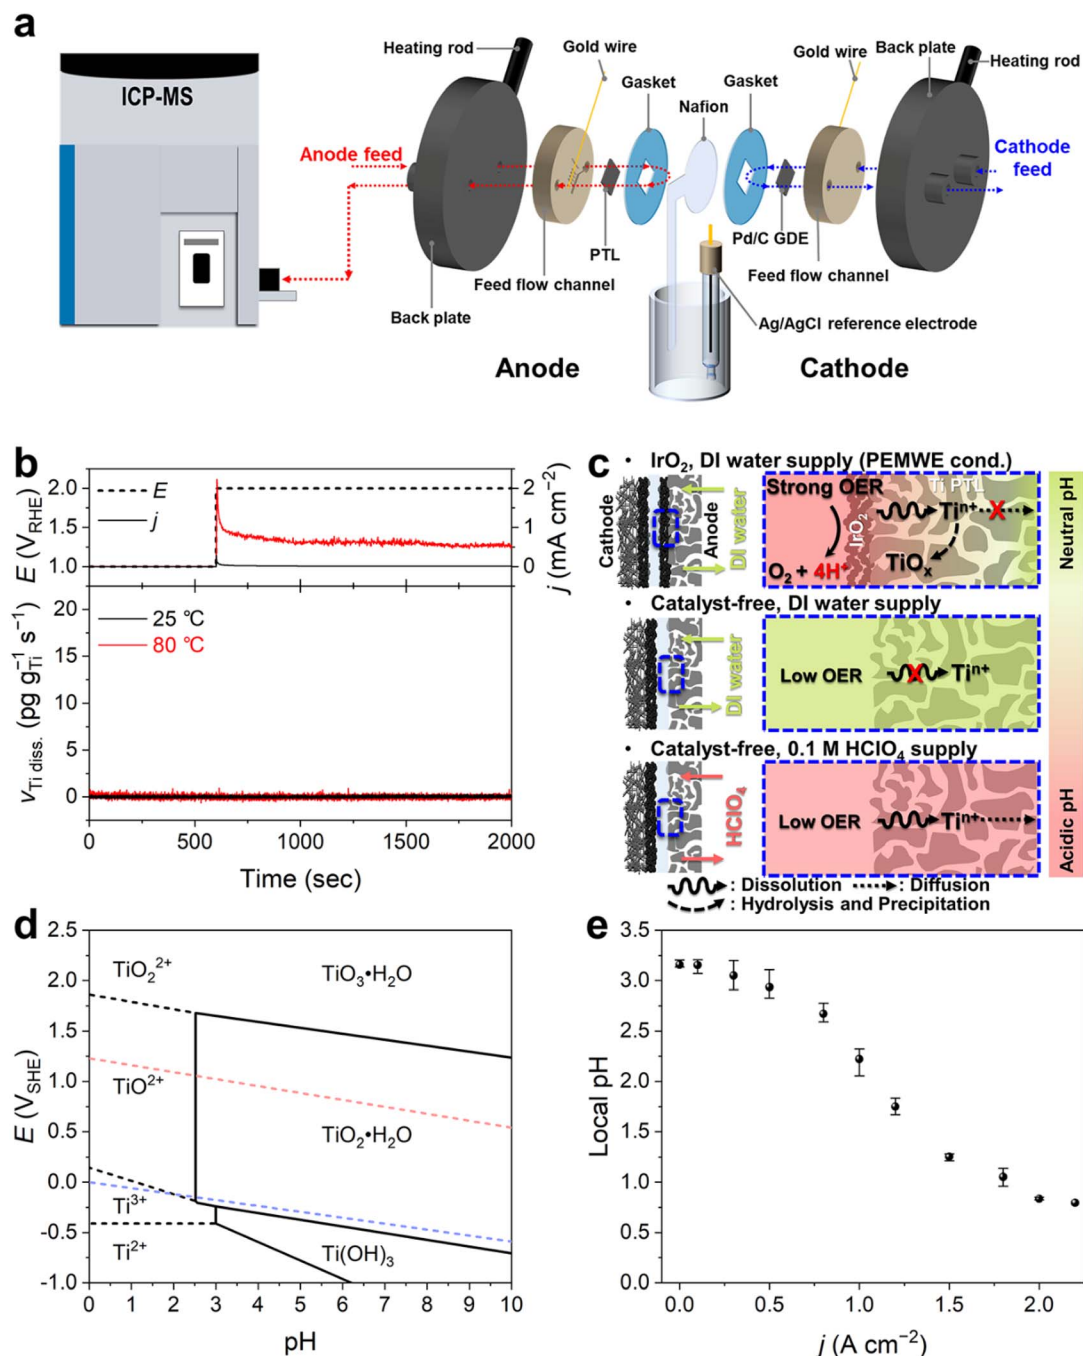 a
ICP-MS
Heating rod
Gold wire
Gasket
Nafion
Gasket
Gold wire
Back plate
Heating rod
Anode feed
Cathode
feed
PTL
Pd/C GDE
Feed flow channel
Feed flow channel
Back plate
Ag/AgCl reference electrode
Anode
Cathode
b
E (V_RHE)
2.0
1.5
1.0
E
j
2
1
0
j (mA cm⁻²)
25 ℃
80 ℃
ν_Ti diss. (pg g_Ti⁻¹ s⁻¹)
20
15
10
5
0
0 500 1000 1500 2000
Time (sec)
c
• IrO₂, DI water supply (PEMWE cond.)
Cathode
Anode
DI water
Strong OER
IrO₂
Ti PTL
Tiⁿ⁺
X
TiOₓ
O₂ + 4H⁺
Neutral pH
• Catalyst-free, DI water supply
DI water
Low OER
X
Tiⁿ⁺
• Catalyst-free, 0.1 M HClO₄ supply
HClO₄
Low OER
Tiⁿ⁺
Acidic pH
: Dissolution
: Diffusion
: Hydrolysis and Precipitation
d
E (V_SHE)
2.5
2.0
1.5
1.0
0.5
0.0
-0.5
-1.0
TiO₂²⁺
TiO₃•H₂O
TiO²⁺
TiO₂•H₂O
Ti³⁺
Ti²⁺
Ti(OH)₃
0 1 2 3 4 5 6 7 8 9 10
pH
e
Local pH
3.5
3.0
2.5
2.0
1.5
1.0
0.5
0.0
0.0 0.5 1.0 1.5 2.0
j (A cm⁻²)